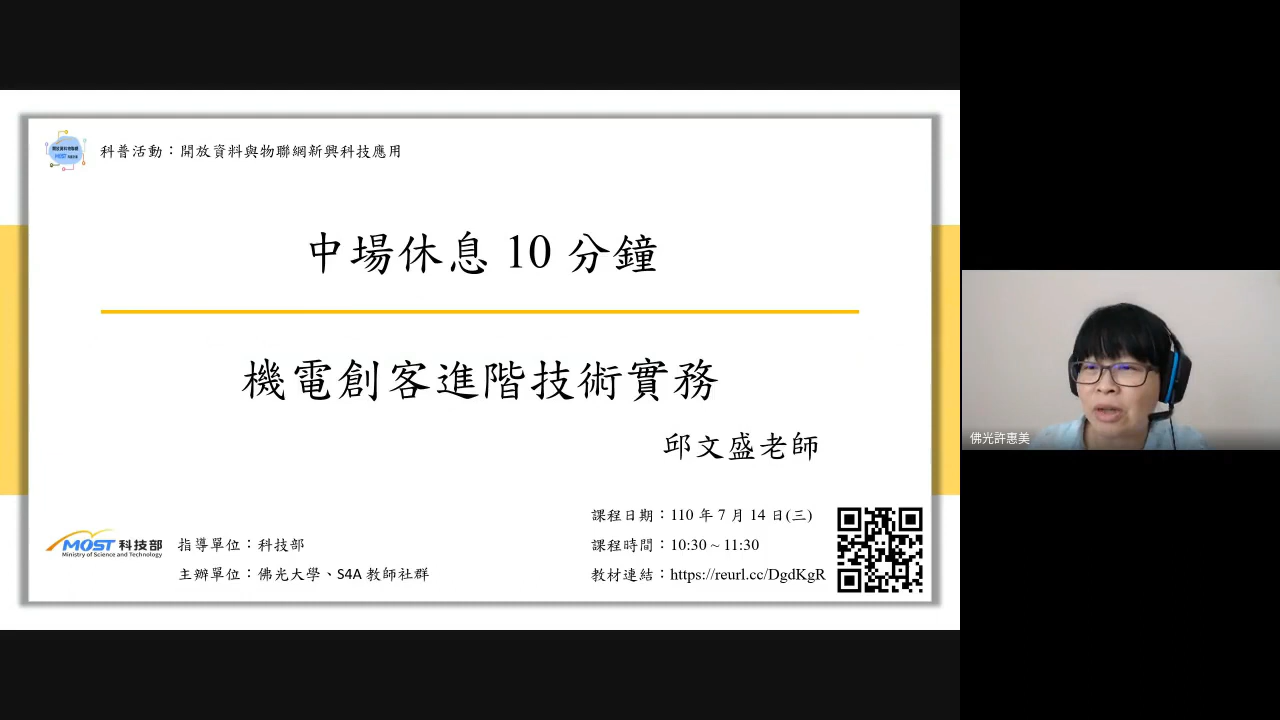 科普活動：開放資料與物聯網新興科技應用
中場休息 10 分鐘
機電創客進階技術實務
邱文盛老師
MOST 科技部
Ministry of Science and Technology
指導單位：科技部
主辦單位：佛光大學、S4A 教師社群
課程日期：110 年 7 月 14 日(三)
課程時間：10:30 ~ 11:30
教材連結：https://reurl.cc/DgdKgR
佛光許惠美